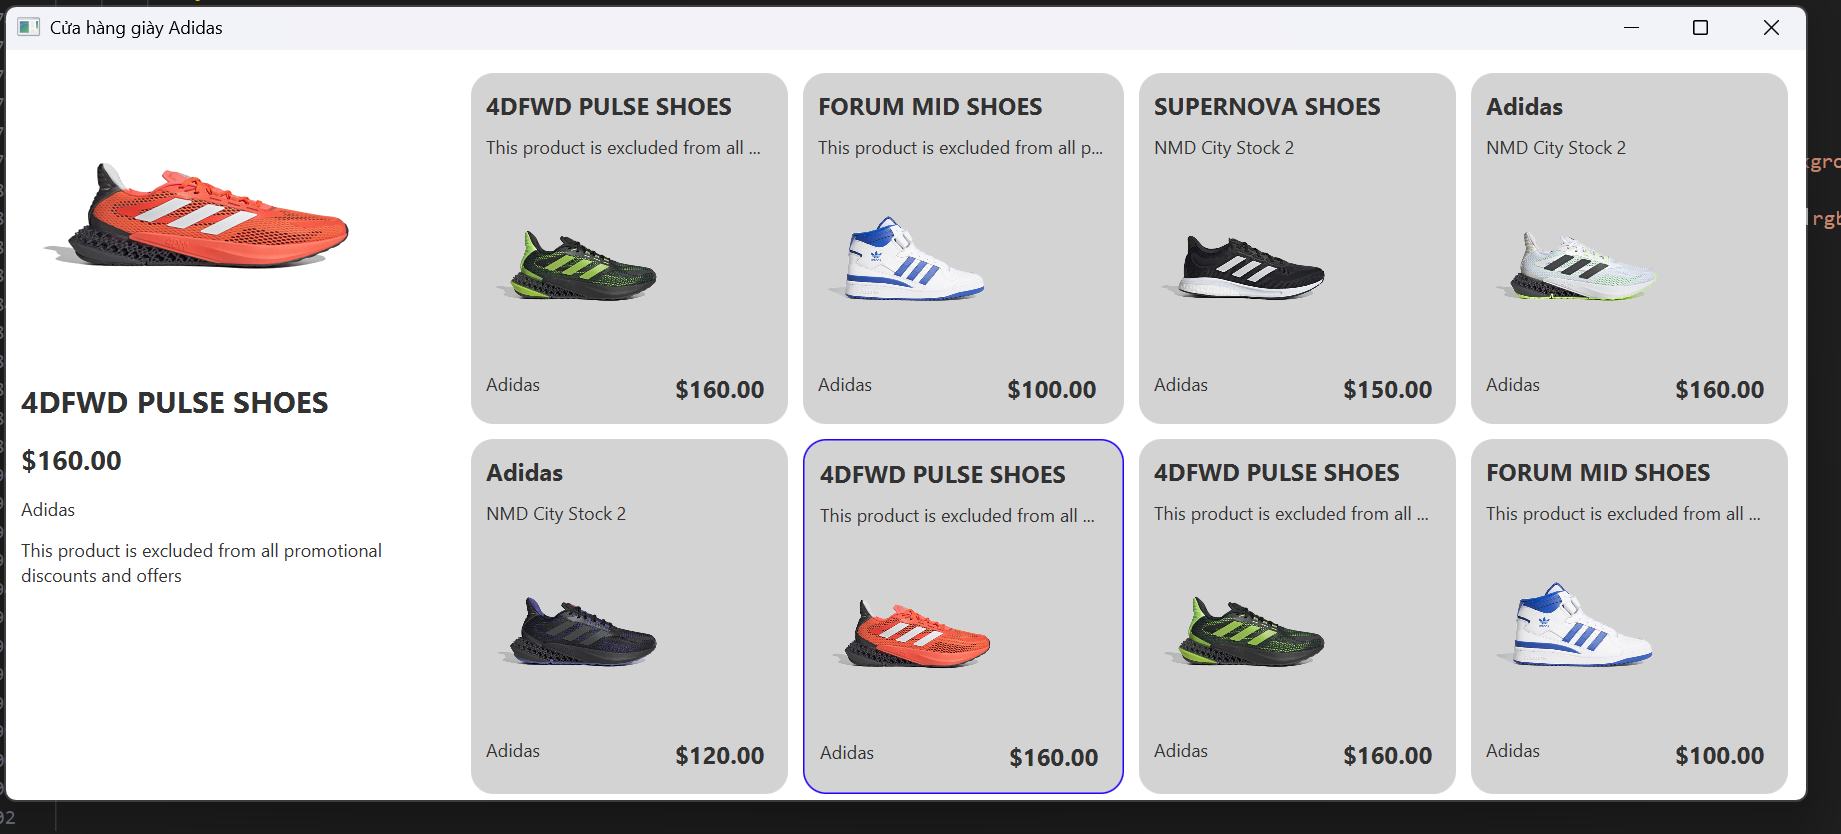 Cửa hàng giày Adidas
4DFWD PULSE SHOES
$160.00
Adidas
This product is excluded from all promotional
discounts and offers
4DFWD PULSE SHOES
This product is excluded from all ...
Adidas
$160.00
FORUM MID SHOES
This product is excluded from all p...
Adidas
$100.00
SUPERNOVA SHOES
NMD City Stock 2
Adidas
$150.00
Adidas
NMD City Stock 2
Adidas
$160.00
Adidas
NMD City Stock 2
Adidas
$120.00
4DFWD PULSE SHOES
This product is excluded from all ...
Adidas
$160.00
4DFWD PULSE SHOES
This product is excluded from all ...
Adidas
$160.00
FORUM MID SHOES
This product is excluded from all ...
Adidas
$100.00